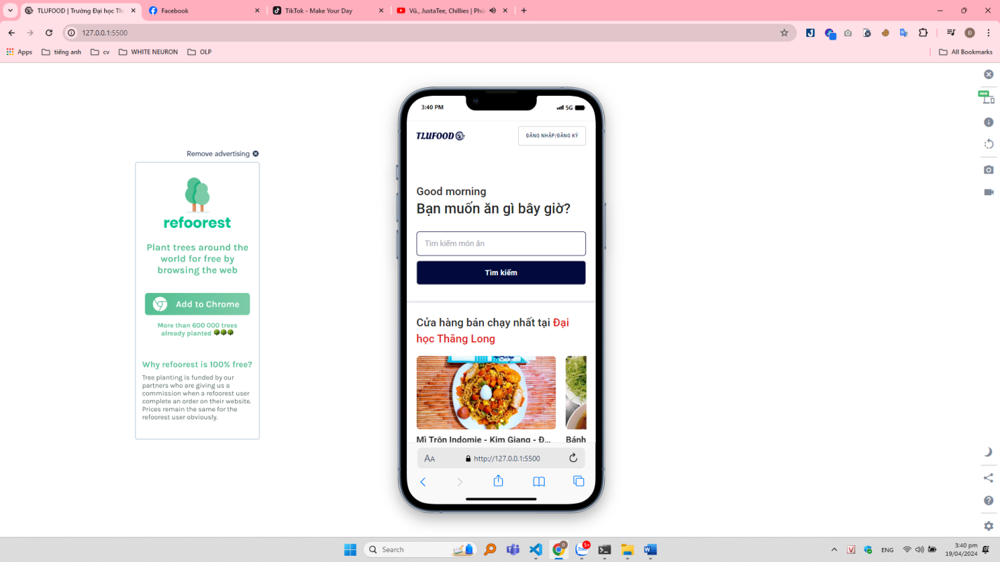 TLUFOOD | Trường Đại học Th
Facebook
TikTok - Make Your Day
Vũ., JustaTee, Chillies | Phú
127.0.0.1:5500
Apps
tiếng anh
cv
WHITE NEURON
OLP
All Bookmarks
NEW
Remove advertising
refoorest
Plant trees around the
world for free by
browsing the web
Add to Chrome
More than 600 000 trees
already planted
Why refoorest is 100% free?
Tree planting is funded by our
partners who are giving us a
commission when a refoorest user
complete an order on their website.
Prices remain the same for the
refoorest user obviously.
3:40 PM
5G
TLUFOOD
ĐĂNG NHẬP/ĐĂNG KÝ
Good morning
Bạn muốn ăn gì bây giờ?
Tìm kiếm món ăn
Tìm kiếm
Cửa hàng bán chạy nhất tại Đại
học Thăng Long
Mì Trộn Indomie - Kim Giang - Đ...
Bánh
AA
http://127.0.0.1:5500
Search
5+
Zalo
ENG
3:40 pm
19/04/2024